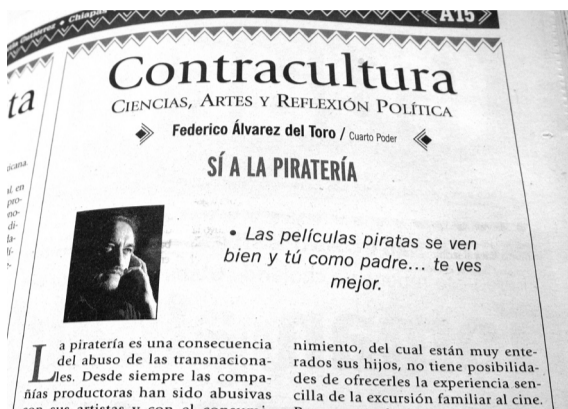 Gutiérrez • Chiapas
A15
ta
Contracultura
CIENCIAS, ARTES Y REFLEXIÓN POLÍTICA
Federico Álvarez del Toro / Cuarto Poder
SÍ A LA PIRATERÍA
• Las películas piratas se ven
bien y tú como padre... te ves
mejor.
La piratería es una consecuencia
del abuso de las transnaciona-
les. Desde siempre las compa-
ñías productoras han sido abusivas
nimiento, del cual están muy ente-
rados sus hijos, no tiene posibilida-
des de ofrecerles la experiencia sen-
cilla de la excursión familiar al cine.